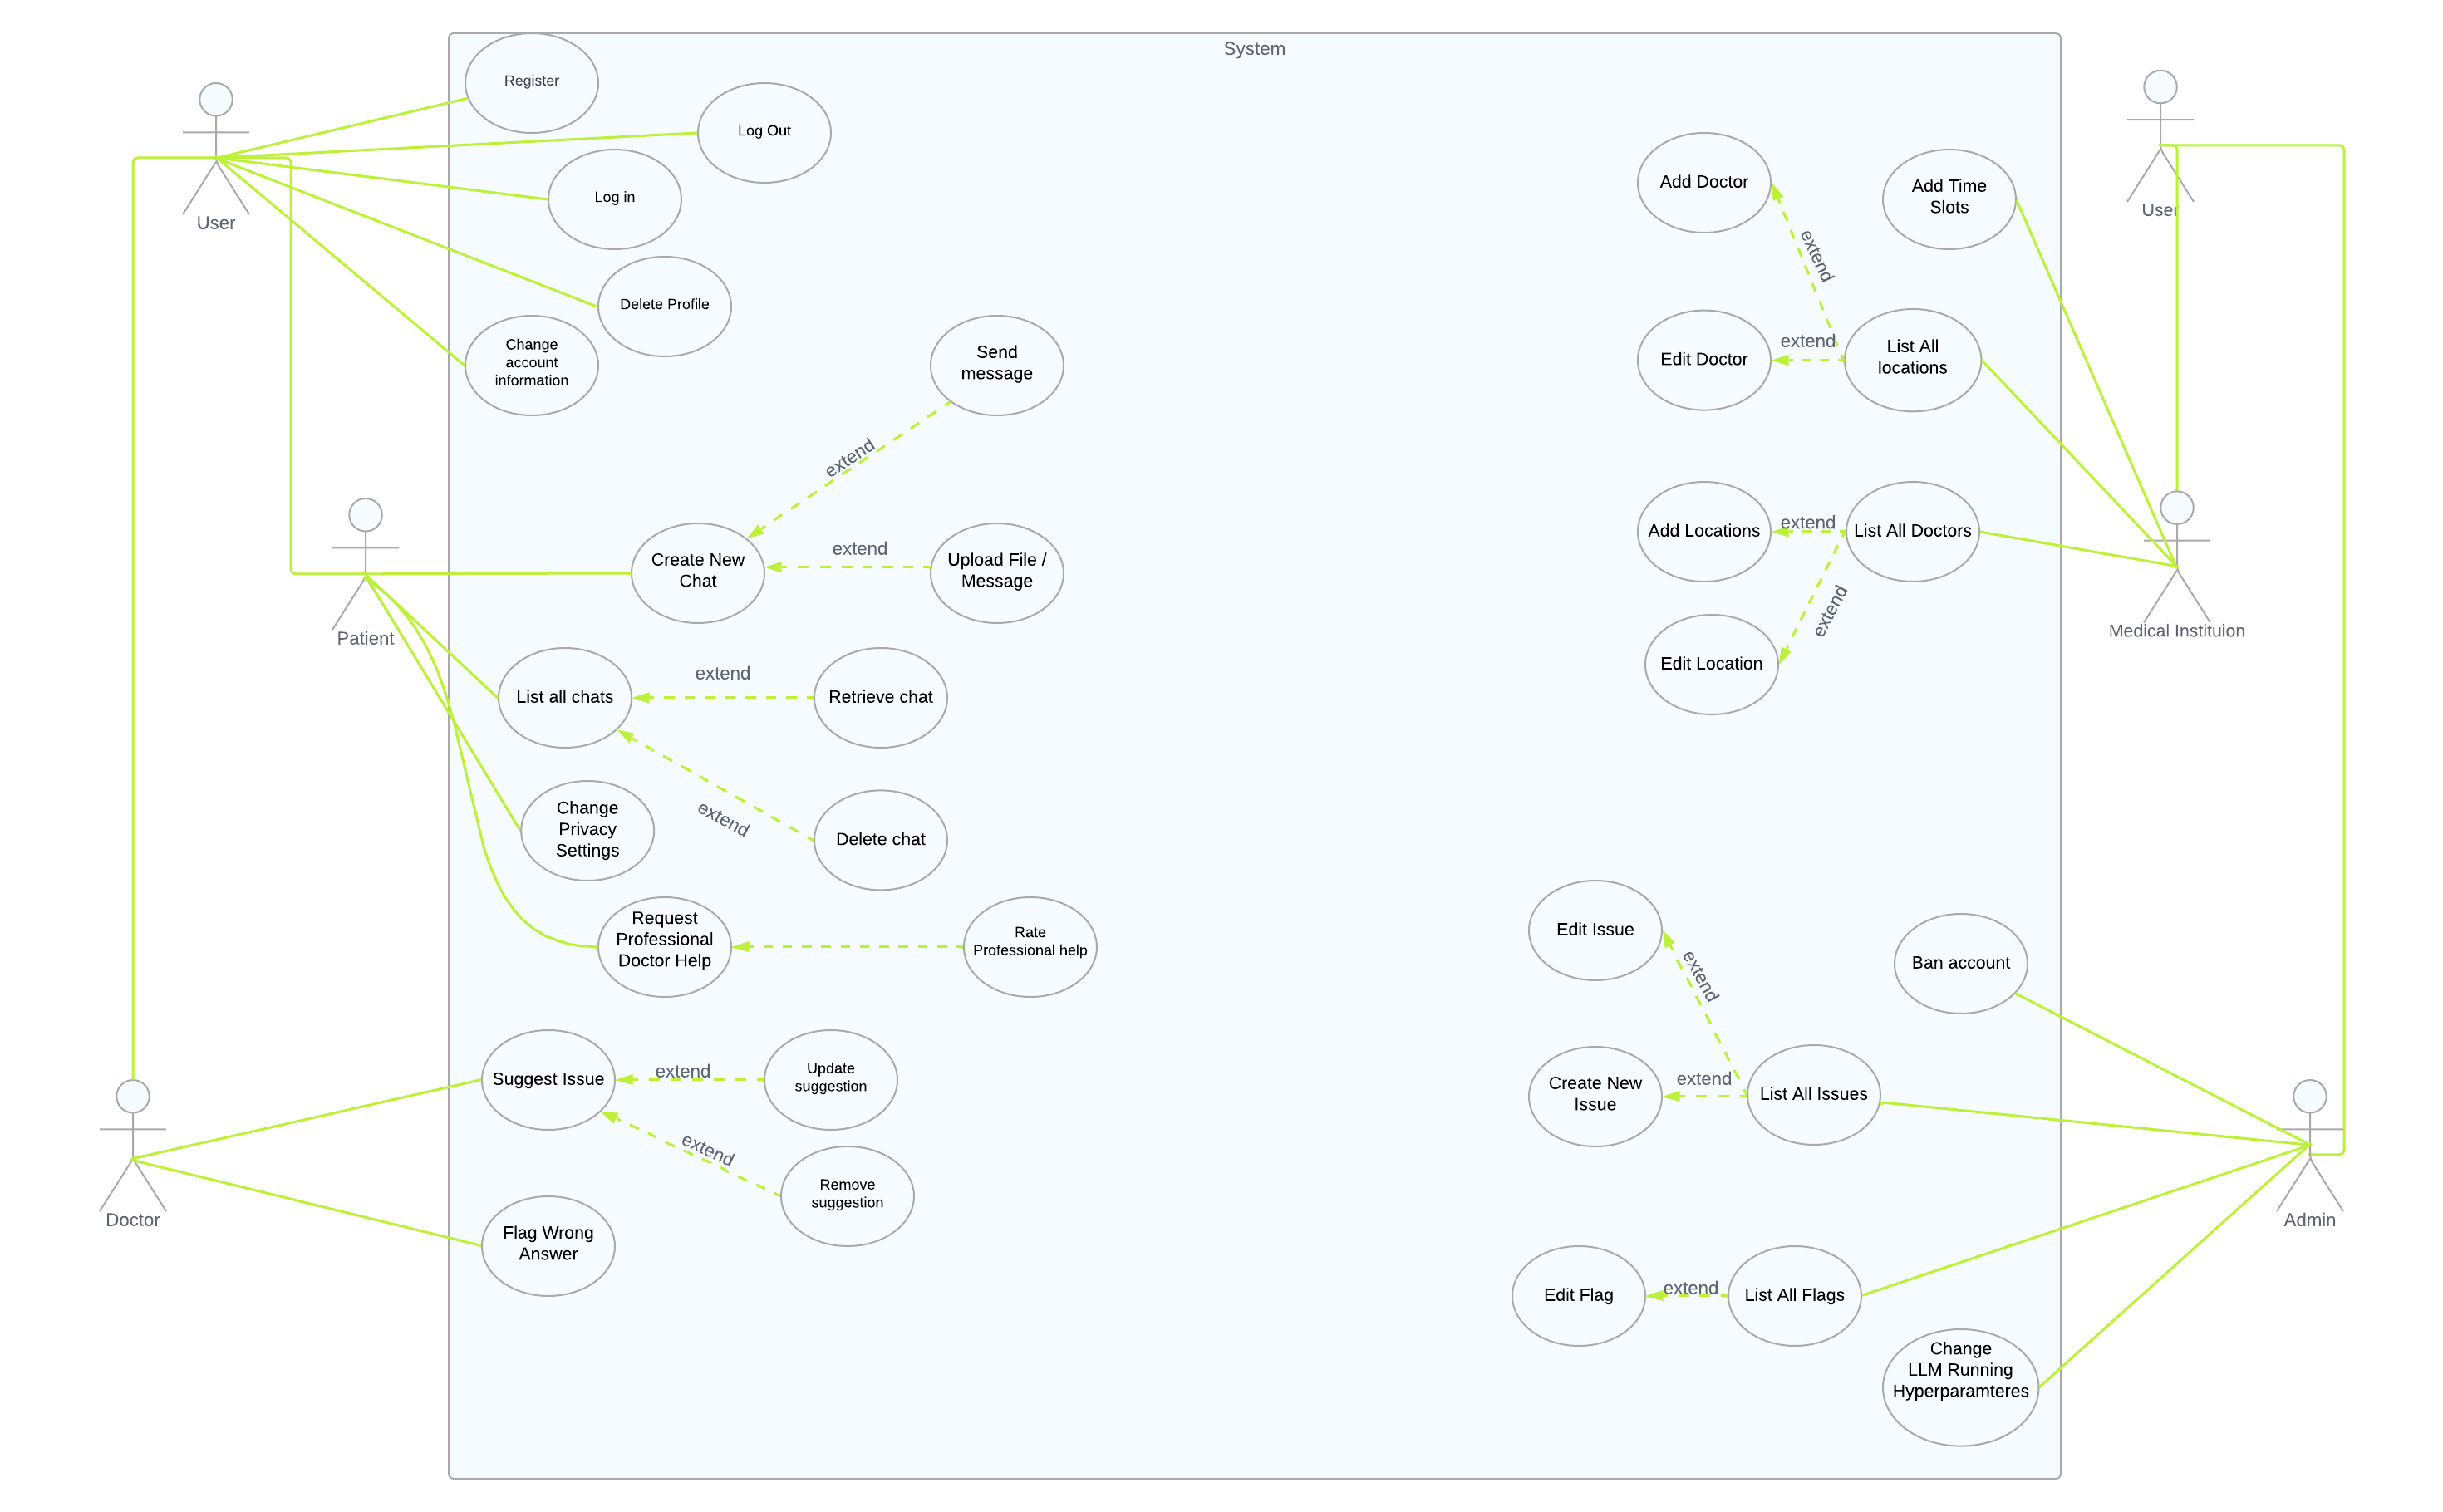 System
Register
Log Out
Log in
Delete Profile
Change
account
information
User
Send
message
extend
Create New
Chat
extend
Upload File /
Message
Patient
List all chats
extend
Retrieve chat
extend
Delete chat
Change
Privacy
Settings
Request
Professional
Doctor Help
Rate
Professional help
Suggest Issue
extend
Update
suggestion
extend
Remove
suggestion
Flag Wrong
Answer
Doctor
User
Add Doctor
extend
Add Time
Slots
Edit Doctor
extend
List All
locations
Add Locations
extend
List All Doctors
extend
Edit Location
Medical Instituion
Edit Issue
extend
Ban account
Create New
Issue
extend
List All Issues
Edit Flag
extend
List All Flags
Change
LLM Running
Hyperparamteres
Admin